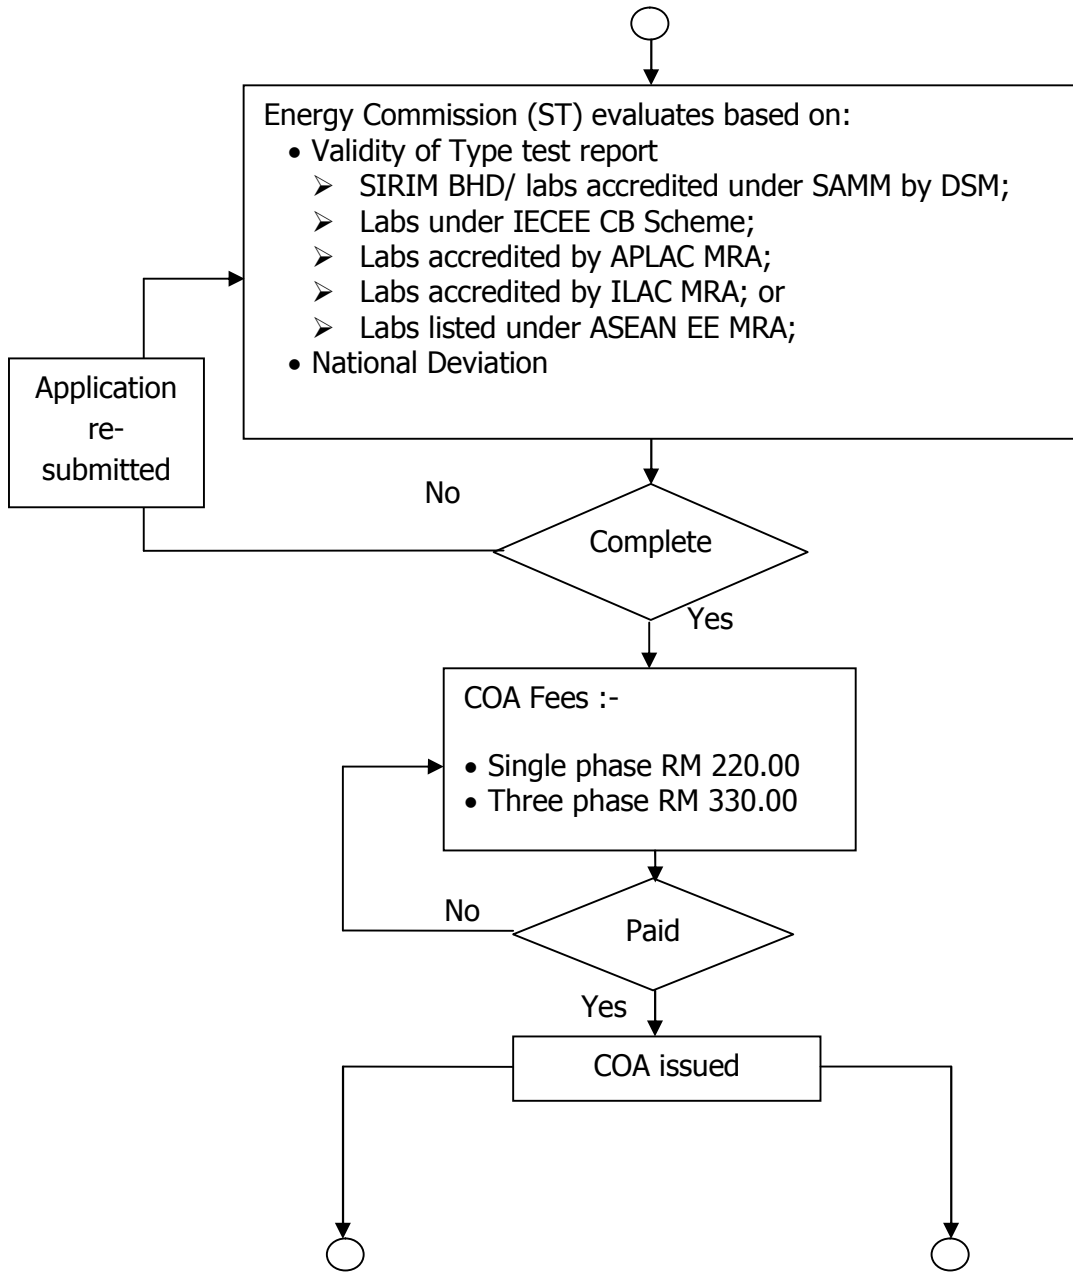 Energy Commission (ST) evaluates based on:
• Validity of Type test report
➢ SIRIM BHD/ labs accredited under SAMM by DSM;
➢ Labs under IECEE CB Scheme;
➢ Labs accredited by APLAC MRA;
➢ Labs accredited by ILAC MRA; or
➢ Labs listed under ASEAN EE MRA;
• National Deviation
Application
re-
submitted
No
Complete
Yes
COA Fees :-
• Single phase RM 220.00
• Three phase RM 330.00
No
Paid
Yes
COA issued